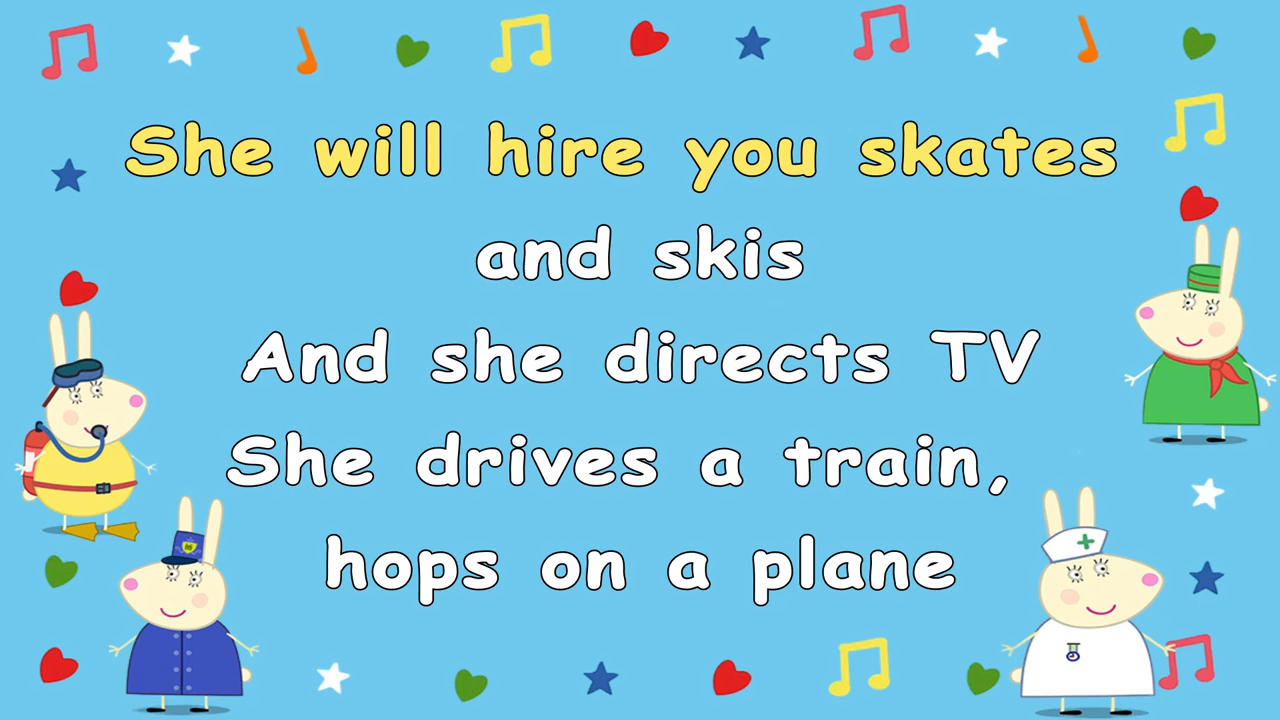 She will hire you skates
and skis
And she directs TV
She drives a train,
hops on a plane